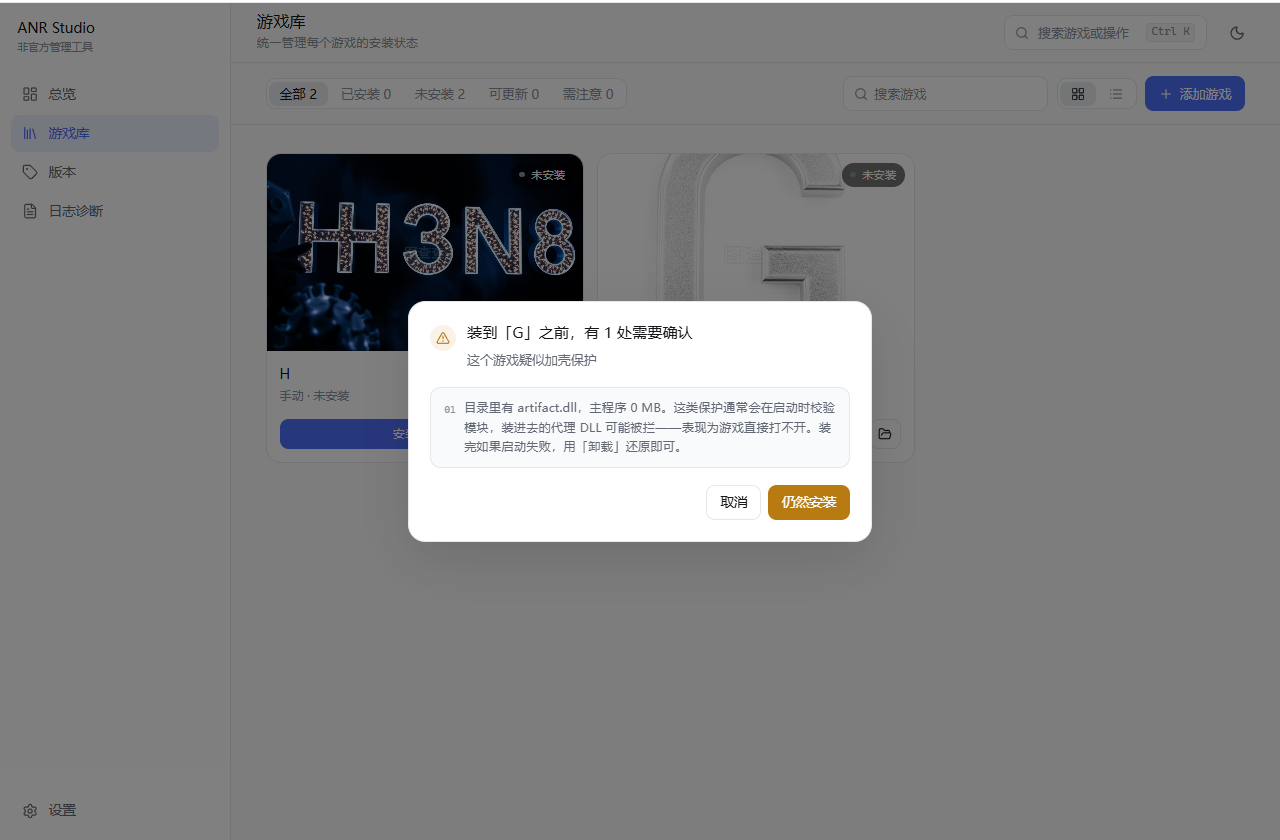 ANR Studio
非官方管理工具
总览
游戏库
版本
日志诊断
设置
游戏库
统一管理每个游戏的安装状态
搜索游戏或操作
Ctrl K
全部 2
已安装 0
未安装 2
可更新 0
需注意 0
搜索游戏
添加游戏
未安装
H3N8
未安装
G
H
手动 · 未安装
装到「G」之前，有 1 处需要确认
这个游戏疑似加壳保护
01
目录里有 artifact.dll，主程序 0 MB。这类保护通常会在启动时校验
模块，装进去的代理 DLL 可能被拦——表现为游戏直接打不开。装
完如果启动失败，用「卸载」还原即可。
取消
仍然安装